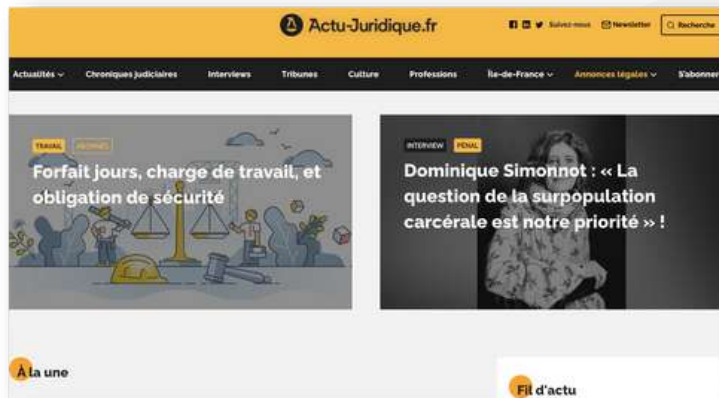 Actu-Juridique.fr
Suivez-nous
Newsletter
Recherche
Actualités
Chroniques judiciaires
Interviews
Tribunes
Culture
Professions
Île-de-France
Annonces légales
S'abonner
TRAVAIL
ABONNÉS
Forfait jours, charge de travail, et
obligation de sécurité
INTERVIEW
PÉNAL
Dominique Simonnot : « La
question de la surpopulation
carcérale est notre priorité » !
À la une
Fil d'actu